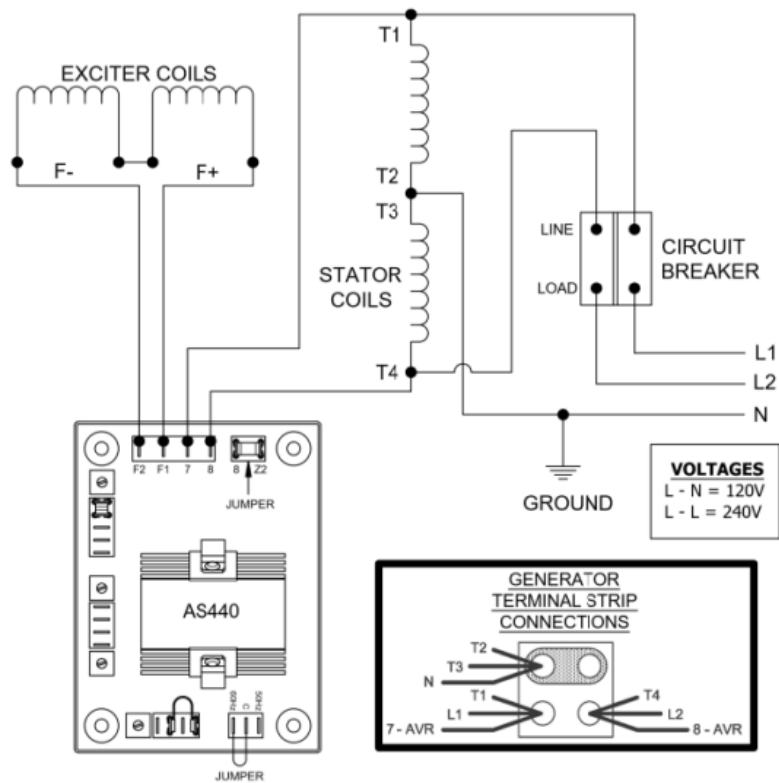 T1
EXCITER COILS
F-
F+
T2
T3
STATOR
COILS
T4
LINE
LOAD
CIRCUIT
BREAKER
L1
L2
N
GROUND
VOLTAGES
L - N = 120V
L - L = 240V
F2 F1 7 8
8 Z2
JUMPER
AS440
60Hz C 50Hz
JUMPER
GENERATOR
TERMINAL STRIP
CONNECTIONS
T2
T3
N
T1
L1
7 - AVR
T4
L2
8 - AVR